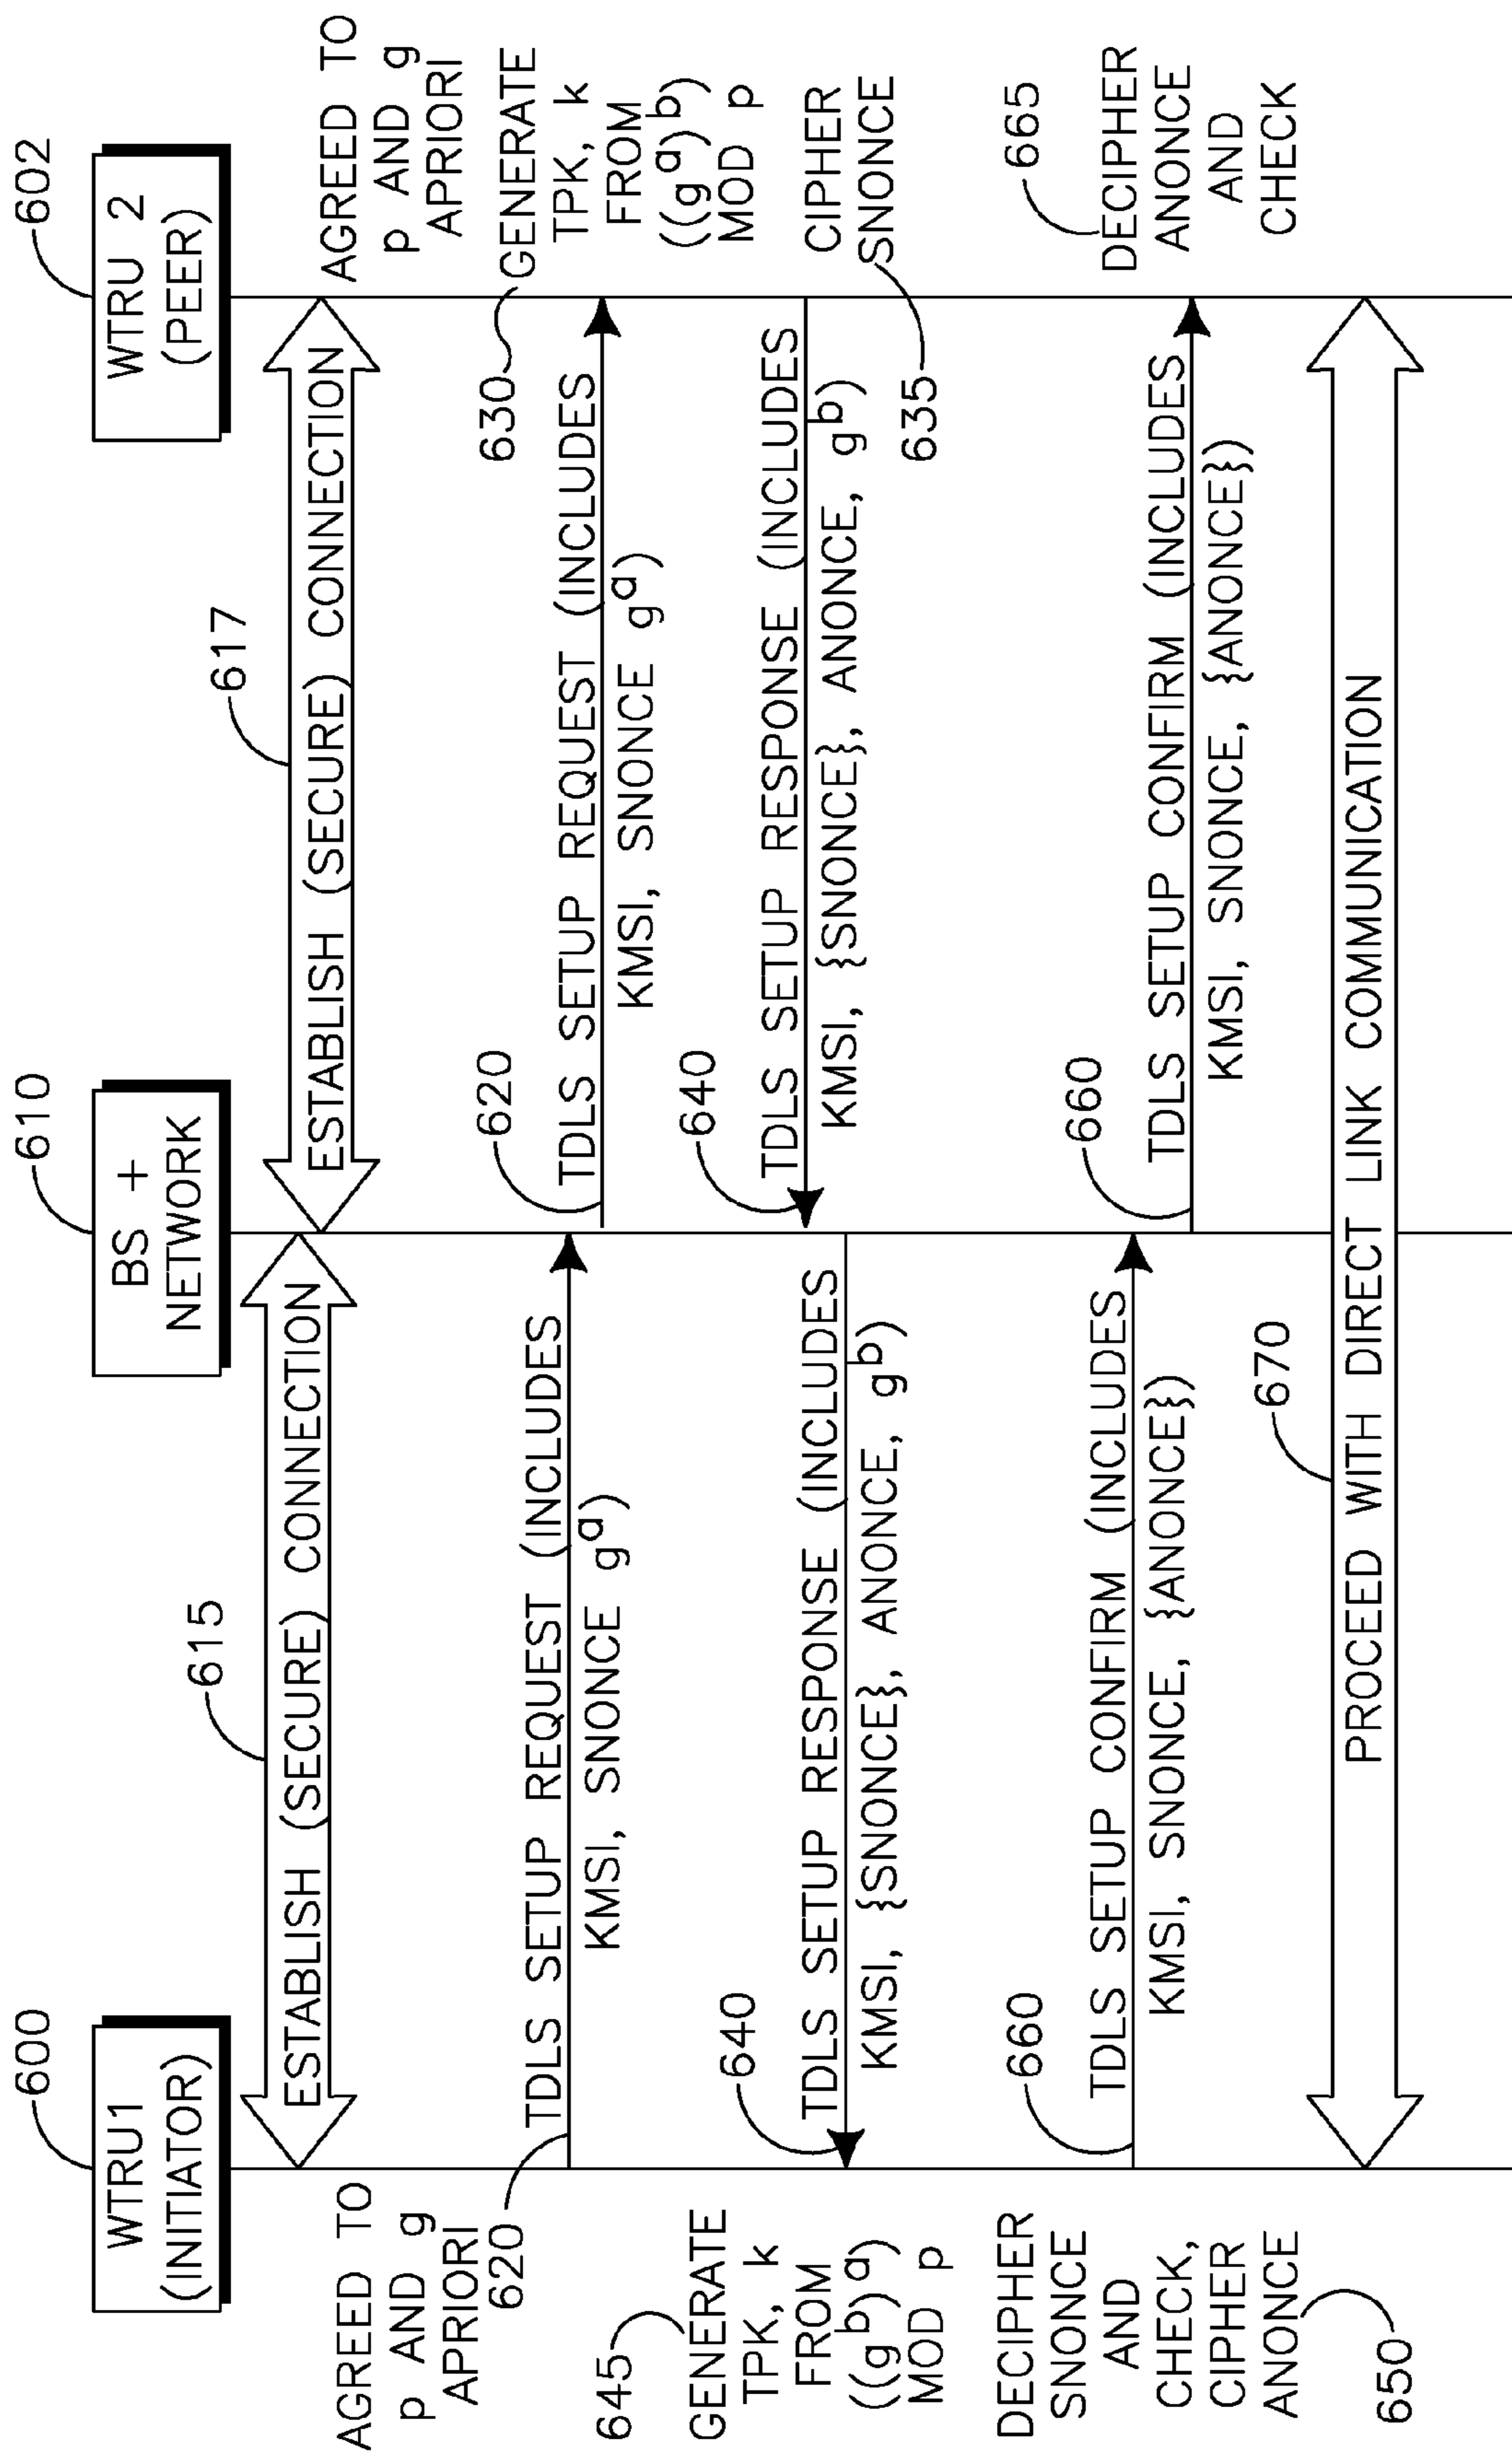 600
WTRU1
(INITIATOR)
610
BS +
NETWORK
602
WTRU 2
(PEER)
615
ESTABLISH (SECURE) CONNECTION
617
ESTABLISH (SECURE) CONNECTION
AGREED TO
p AND g
APRIORI
AGREED TO
p AND g
APRIORI
620
TDLS SETUP REQUEST (INCLUDES
KMSI, SNONCE g^a)
620
TDLS SETUP REQUEST (INCLUDES
KMSI, SNONCE g^a)
630
GENERATE
TPK, k
FROM
((g^a)^b)
MOD p
CIPHER
SNONCE
635
640
TDLS SETUP RESPONSE (INCLUDES
KMSI, {SNONCE}, ANONCE, g^b)
640
TDLS SETUP RESPONSE (INCLUDES
KMSI, {SNONCE}, ANONCE, g^b)
645
GENERATE
TPK, k
FROM
((g^b)^a)
MOD p
DECIPHER
SNONCE
AND
CHECK,
CIPHER
ANONCE
650
660
TDLS SETUP CONFIRM (INCLUDES
KMSI, SNONCE, {ANONCE})
660
TDLS SETUP CONFIRM (INCLUDES
KMSI, SNONCE, {ANONCE})
665
DECIPHER
ANONCE
AND
CHECK
670
PROCEED WITH DIRECT LINK COMMUNICATION